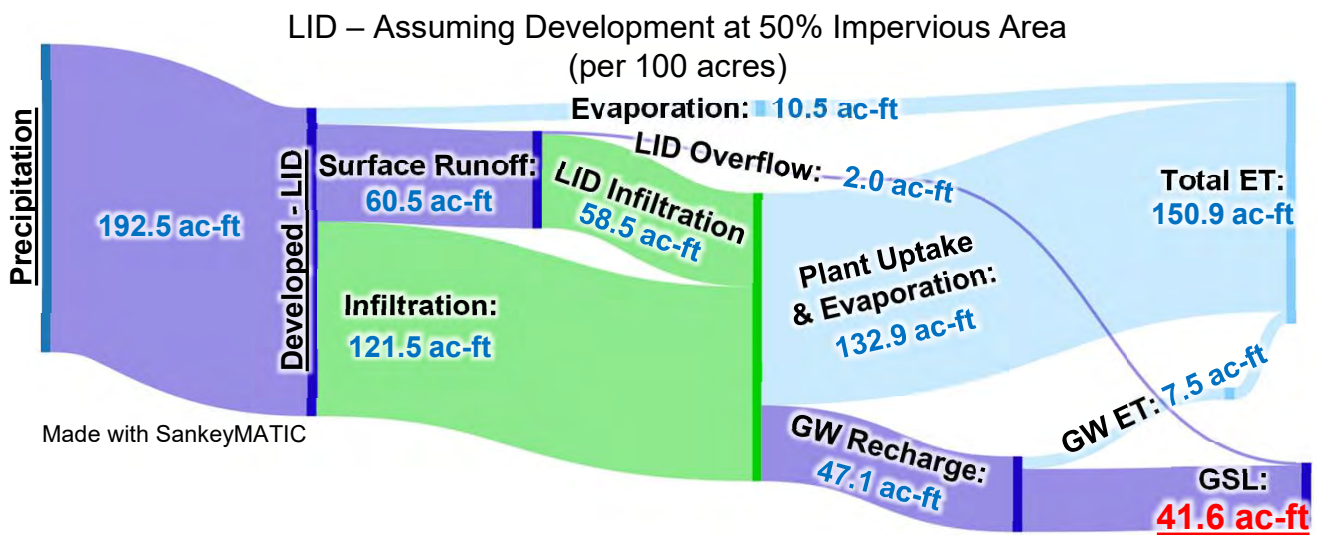 LID – Assuming Development at 50% Impervious Area
(per 100 acres)
Precipitation
192.5 ac-ft
Developed - LID
Evaporation: 10.5 ac-ft
Surface Runoff:
60.5 ac-ft
LID Overflow: 2.0 ac-ft
LID Infiltration
58.5 ac-ft
Infiltration:
121.5 ac-ft
Plant Uptake
& Evaporation:
132.9 ac-ft
Total ET:
150.9 ac-ft
GW Recharge:
47.1 ac-ft
GW ET: 7.5 ac-ft
GSL:
41.6 ac-ft
Made with SankeyMATIC